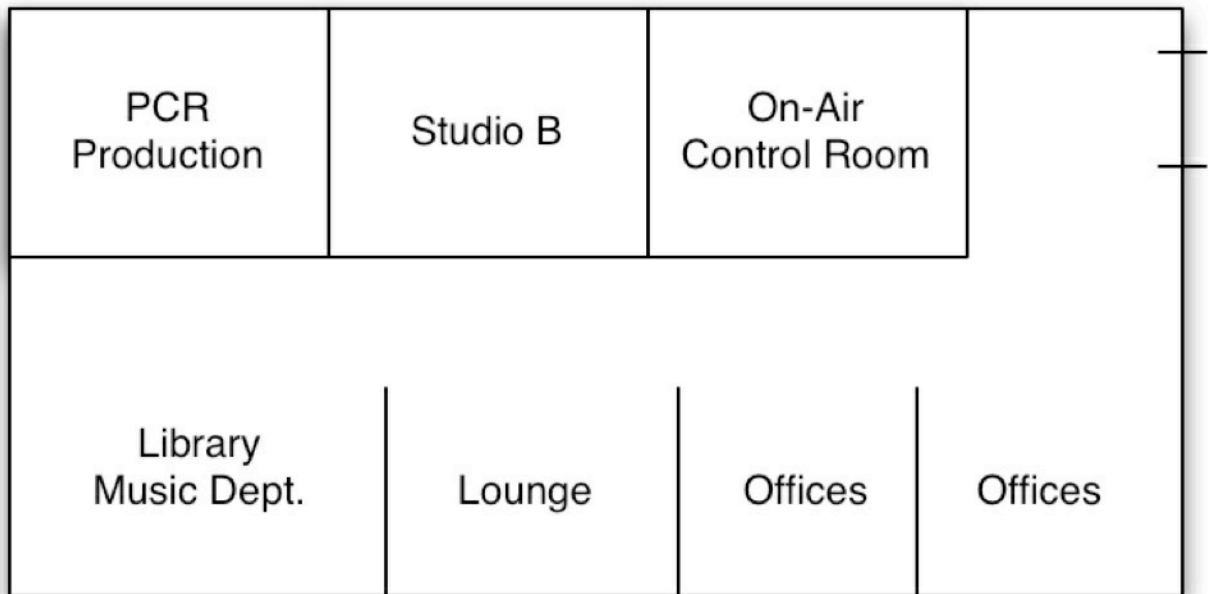 PCR
Production
Studio B
On-Air
Control Room
Library
Music Dept.
Lounge
Offices
Offices